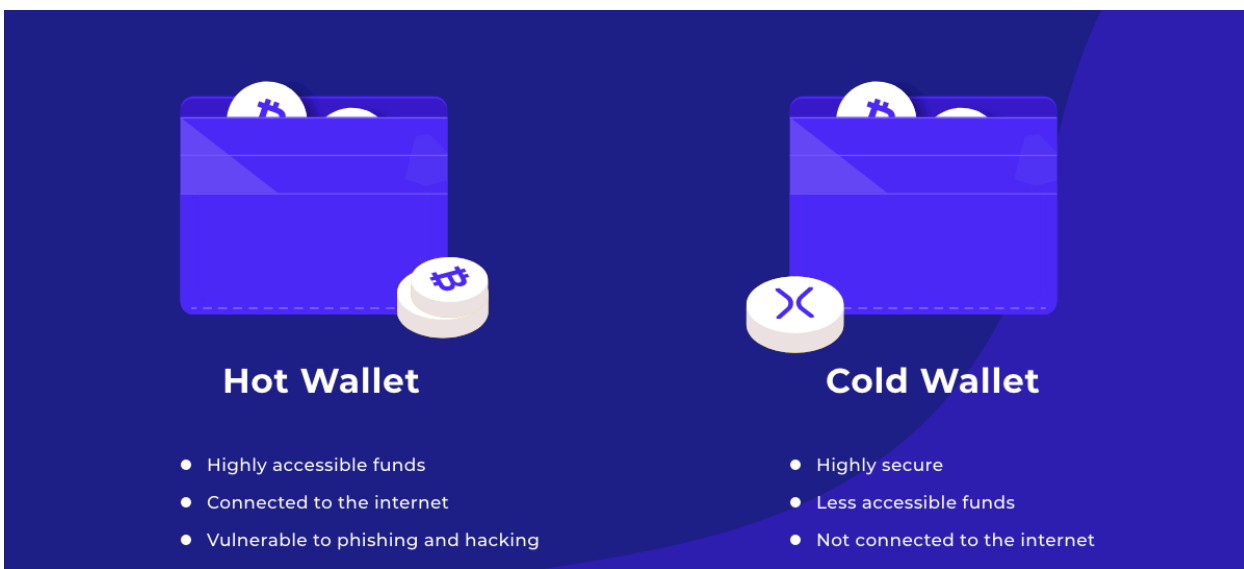 Hot Wallet
Highly accessible funds
Connected to the internet
Vulnerable to phishing and hacking
Cold Wallet
Highly secure
Less accessible funds
Not connected to the internet